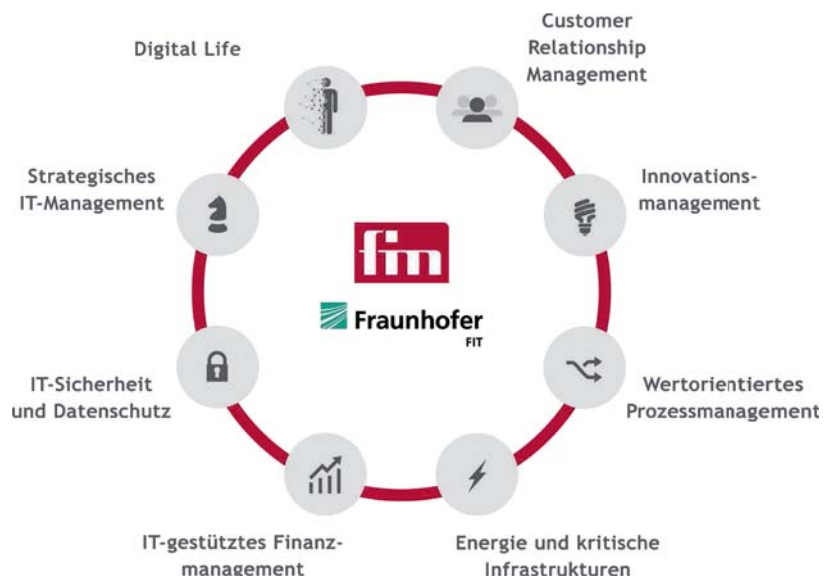 Digital Life
Customer
Relationship
Management
Strategisches
IT-Management
Innovations-
management
fim
Fraunhofer
FIT
IT-Sicherheit
und Datenschutz
Wertorientiertes
Prozessmanagement
IT-gestütztes Finanz-
management
Energie und kritische
Infrastrukturen